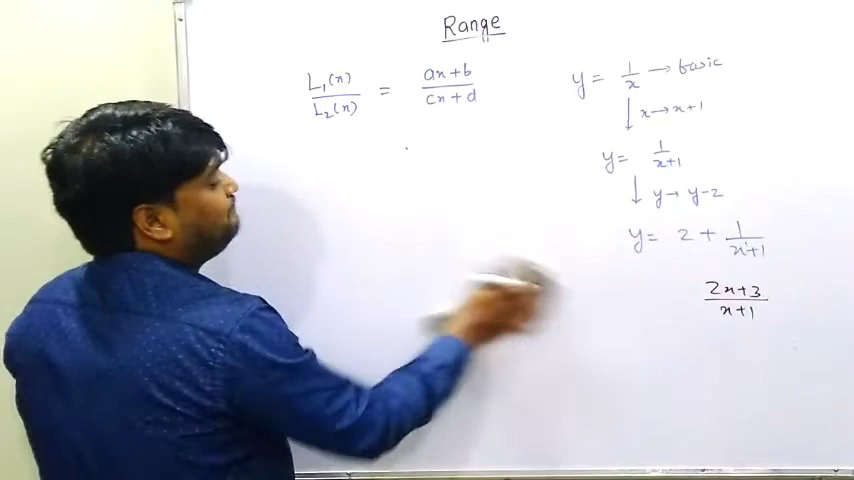 Range
L₁(x)/L₂(x) = ax+b/cx+d
y = 1/x → basic
↓ x→x+1
y = 1/x+1
↓ y→ y-2
y = 2 + 1/x+1
2x+3/x+1